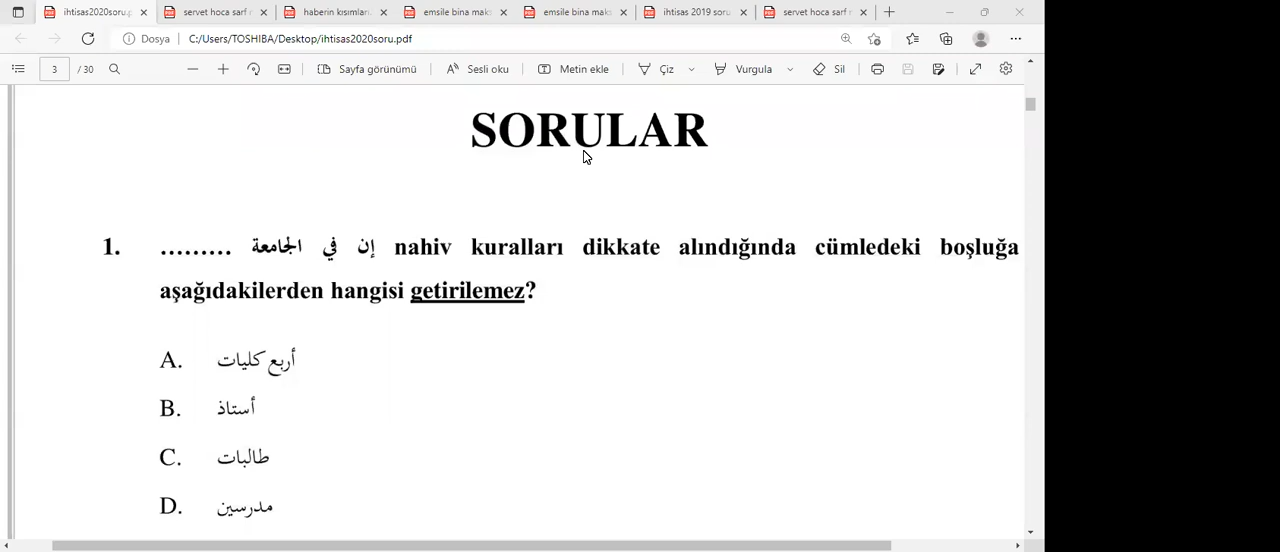 ihtisas2020soru.p
servet hoca sarf n
haberin kısımları.
emsile bina mak
emsile bina mak
ihtisas 2019 soru
servet hoca sarf n
Dosya | C:/Users/TOSHIBA/Desktop/ihtisas2020soru.pdf
3 / 30
Sayfa görünümü
Sesli oku
Metin ekle
Çiz
Vurgula
Sil
SORULAR
1. ......... إن في الجامعة nahiv kuralları dikkate alındığında cümledeki boşluğa
aşağıdakilerden hangisi getirilemez?
A. أربع كليات
B. أستاذ
C. طالبات
D. مدرسين